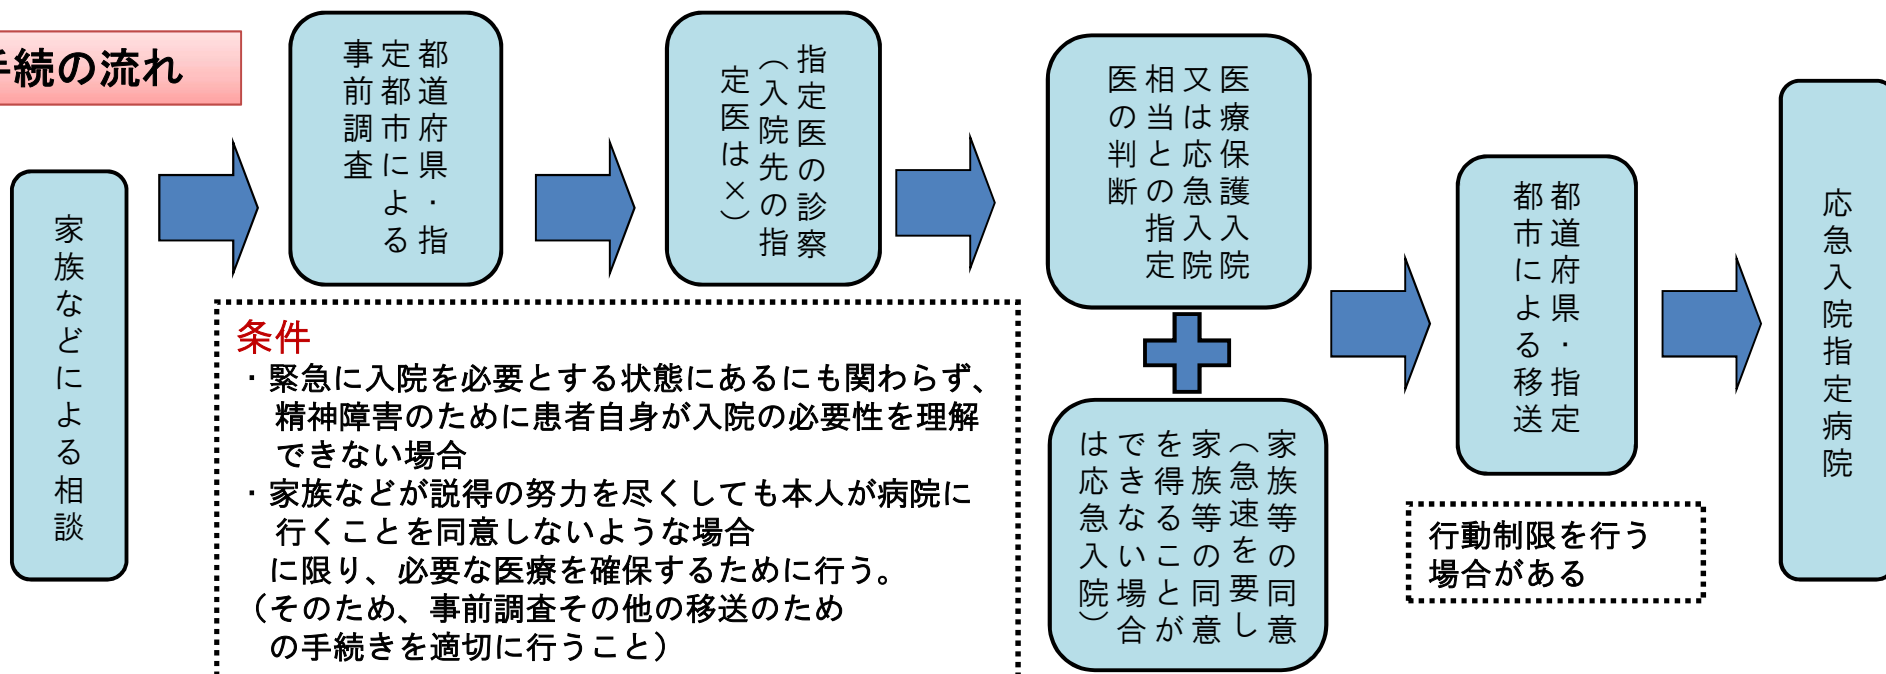 手続の流れ
家族などによる相談
都道府県・指
定都市による
事前調査
指定医の診察
（入院先の指
定医は×）
医療保護入院
又は応急入院
相当との指定
医の判断
家族等の同意
（急速を要し
家族等の同意
を得ることが
できない場合
は応急入院）
都道府県・指定
都市による移送
応急入院指定病院
条件
・緊急に入院を必要とする状態にあるにも関わらず、
精神障害のために患者自身が入院の必要性を理解
できない場合
・家族などが説得の努力を尽くしても本人が病院に
行くことを同意しないような場合
に限り、必要な医療を確保するために行う。
（そのため、事前調査その他の移送のため
の手続きを適切に行うこと）
行動制限を行う
場合がある